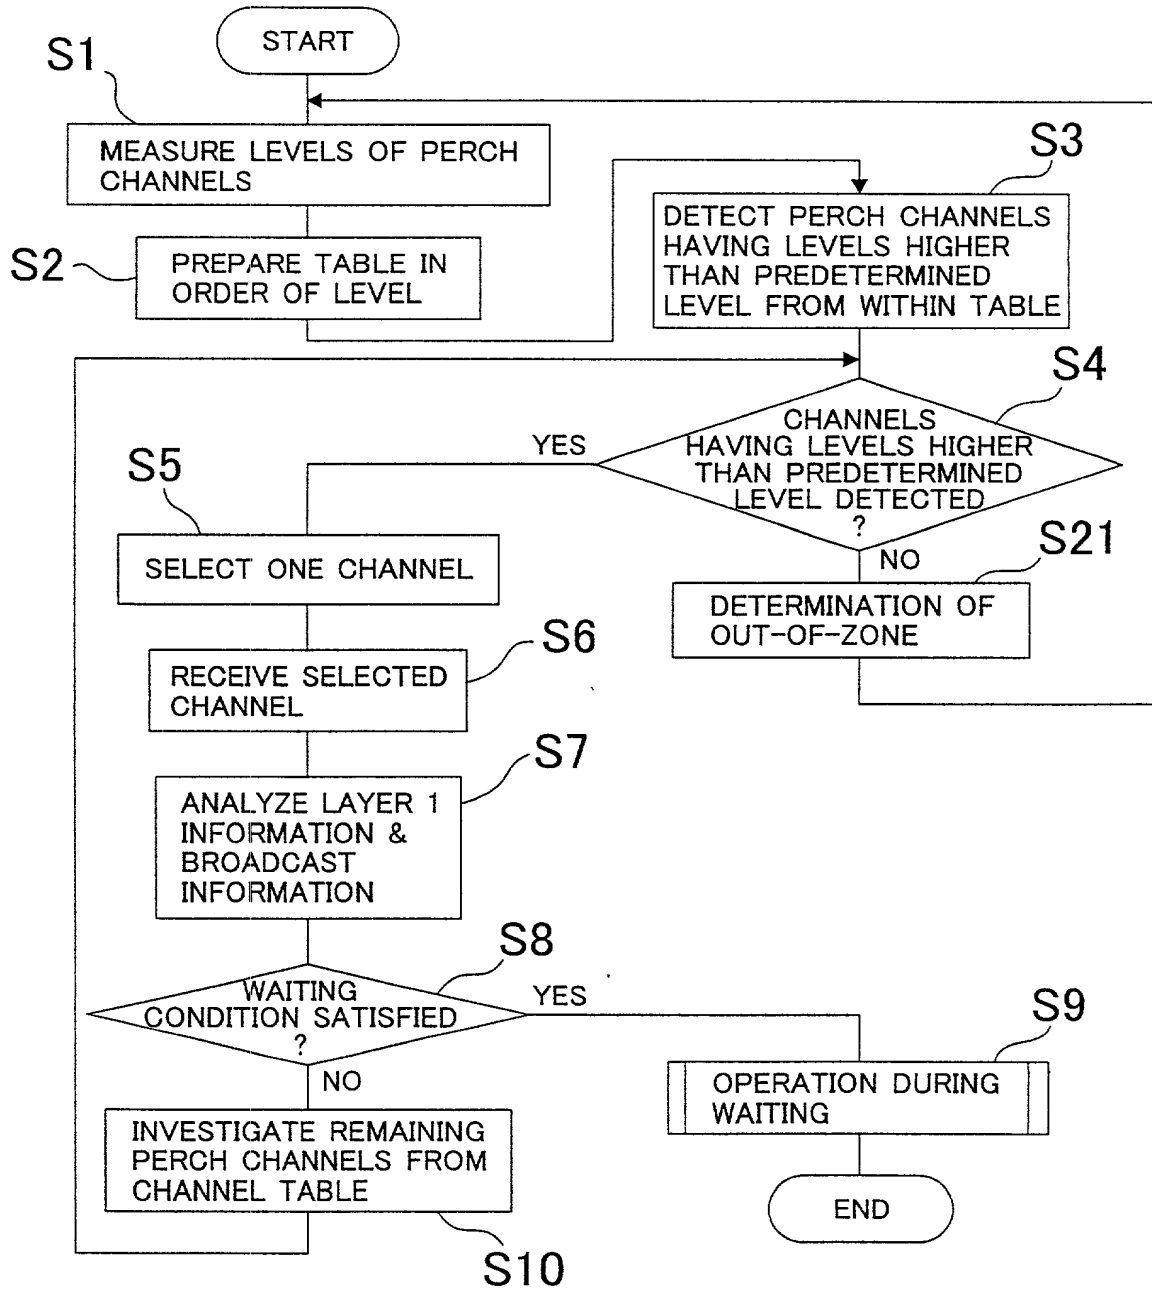 START
S1
MEASURE LEVELS OF PERCH
CHANNELS
S2
PREPARE TABLE IN
ORDER OF LEVEL
S3
DETECT PERCH CHANNELS
HAVING LEVELS HIGHER
THAN PREDETERMINED
LEVEL FROM WITHIN TABLE
S4
CHANNELS
HAVING LEVELS HIGHER
THAN PREDETERMINED
LEVEL DETECTED
?
YES
NO
S5
SELECT ONE CHANNEL
S21
DETERMINATION OF
OUT-OF-ZONE
S6
RECEIVE SELECTED
CHANNEL
S7
ANALYZE LAYER 1
INFORMATION &
BROADCAST
INFORMATION
S8
WAITING
CONDITION SATISFIED
?
YES
NO
S9
OPERATION DURING
WAITING
INVESTIGATE REMAINING
PERCH CHANNELS FROM
CHANNEL TABLE
S10
END